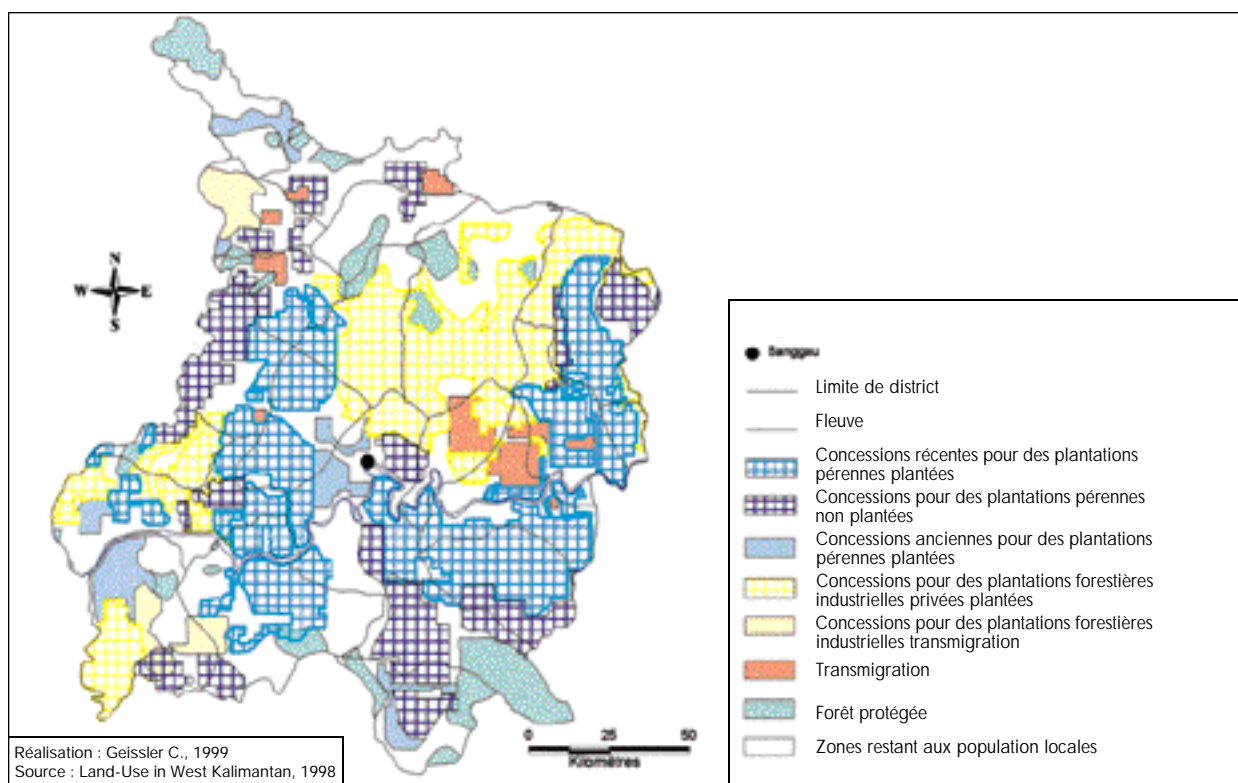 N
W E
S
Sanggau
Limite de district
Fleuve
Concessions récentes pour des plantations
pérennes plantées
Concessions pour des plantations pérennes
non plantées
Concessions anciennes pour des plantations
pérennes plantées
Concessions pour des plantations forestières
industrielles privées plantées
Concessions pour des plantations forestières
industrielles transmigration
Transmigration
Forêt protégée
Zones restant aux population locales
0 25 50
Kilomètres
Réalisation : Geissler C., 1999
Source : Land-Use in West Kalimantan, 1998